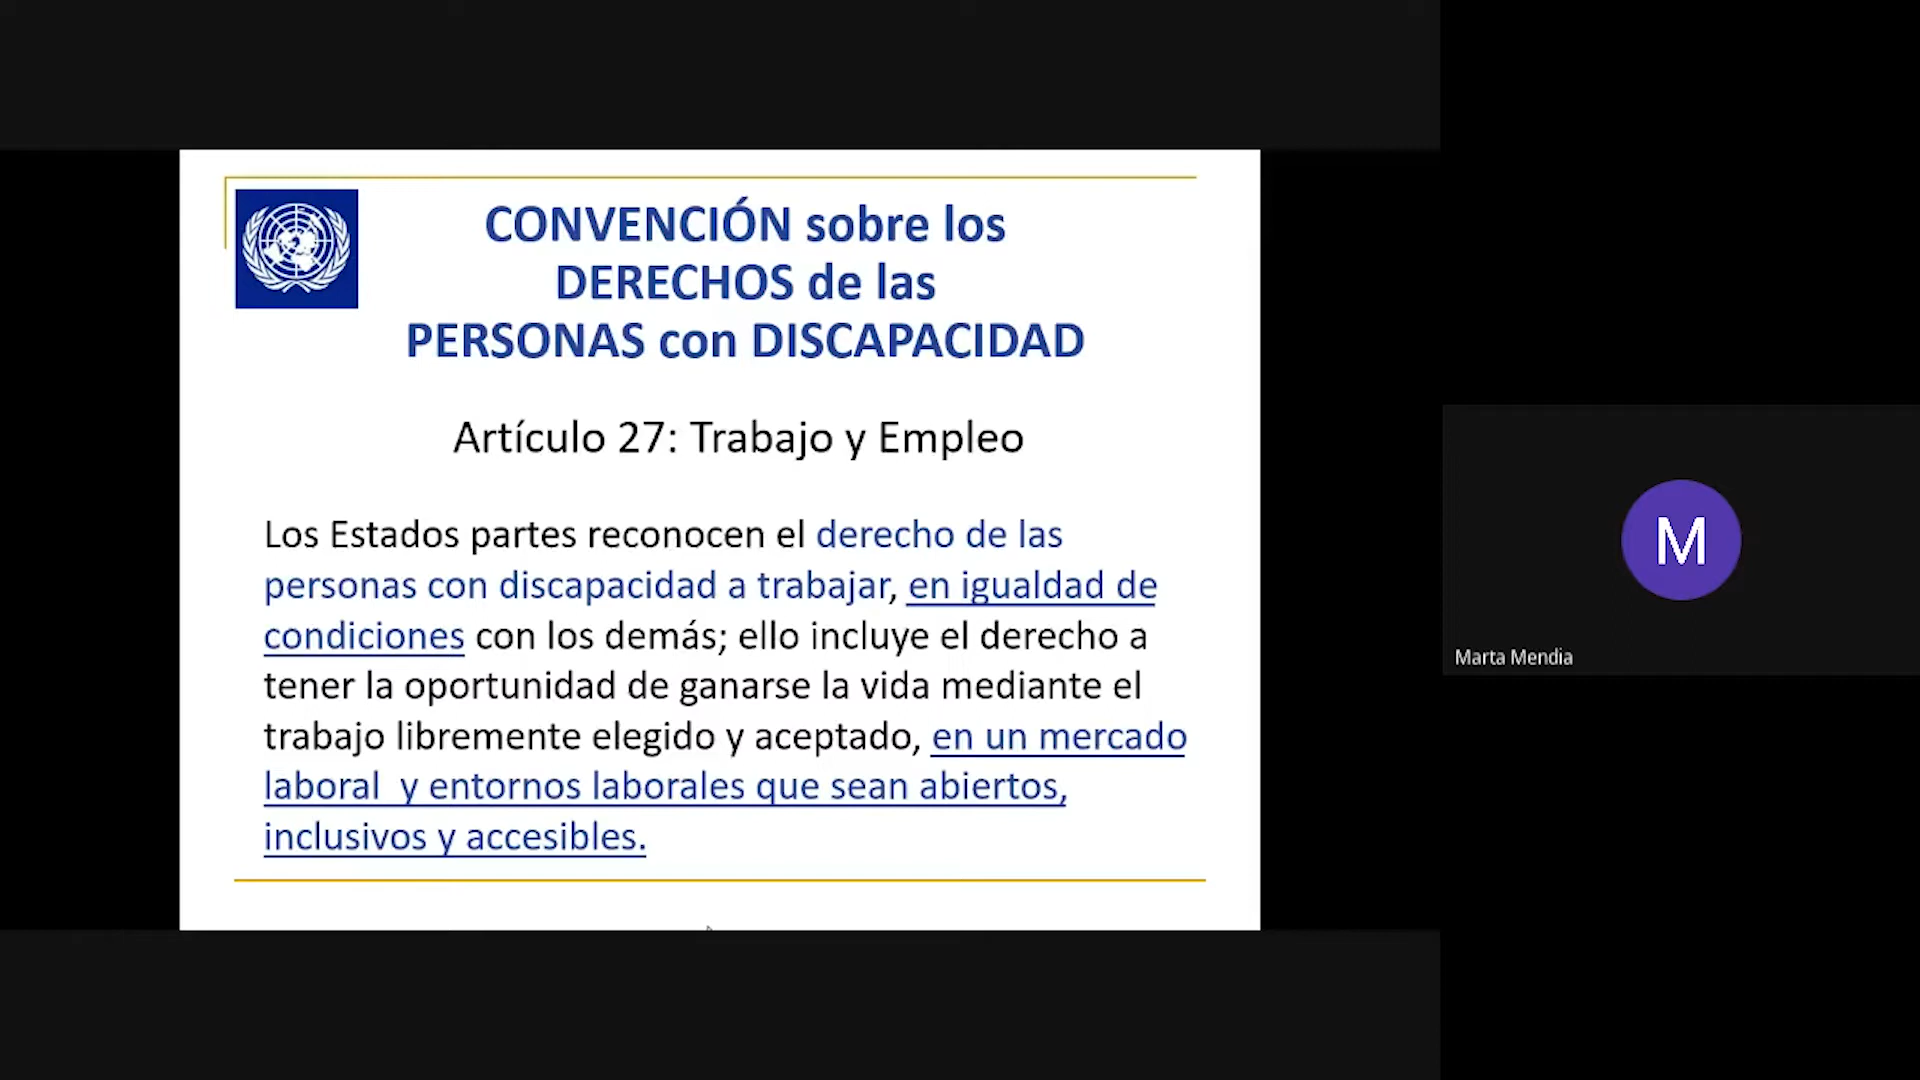 CONVENCIÓN sobre los
DERECHOS de las
PERSONAS con DISCAPACIDAD
Artículo 27: Trabajo y Empleo
Los Estados partes reconocen el derecho de las
personas con discapacidad a trabajar, en igualdad de
condiciones con los demás; ello incluye el derecho a
tener la oportunidad de ganarse la vida mediante el
trabajo libremente elegido y aceptado, en un mercado
laboral y entornos laborales que sean abiertos,
inclusivos y accesibles.
M
Marta Mendia